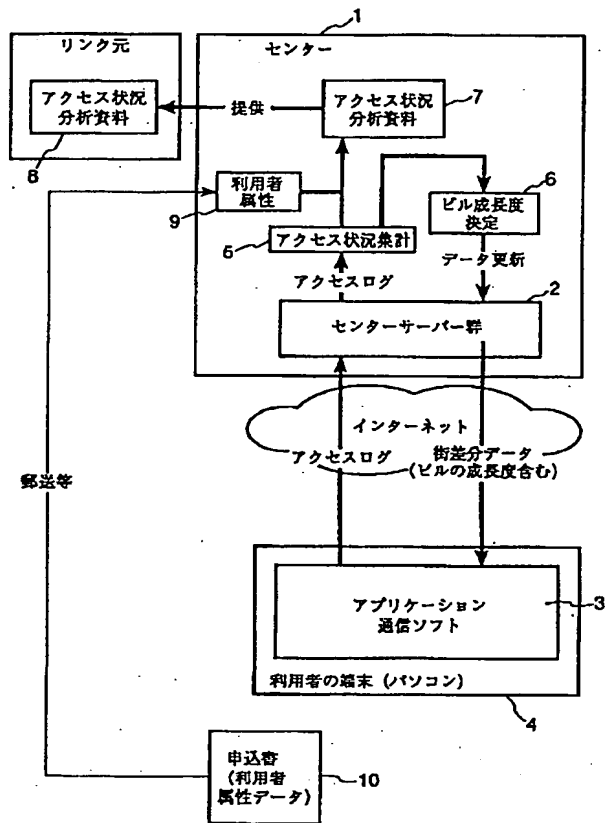 1
リンク元
センター
アクセス状況
分析資料
8
提供
アクセス状況
分析資料
7
利用者
属性
9
6
ビル成長度
決定
5
アクセス状況集計
データ更新
アクセスログ
2
センターサーバー群
インターネット
アクセスログ
街差分データ
(ビルの成長度含む)
郵送等
アプリケーション
通信ソフト
3
利用者の端末 (パソコン)
4
申込書
(利用者
属性データ)
10